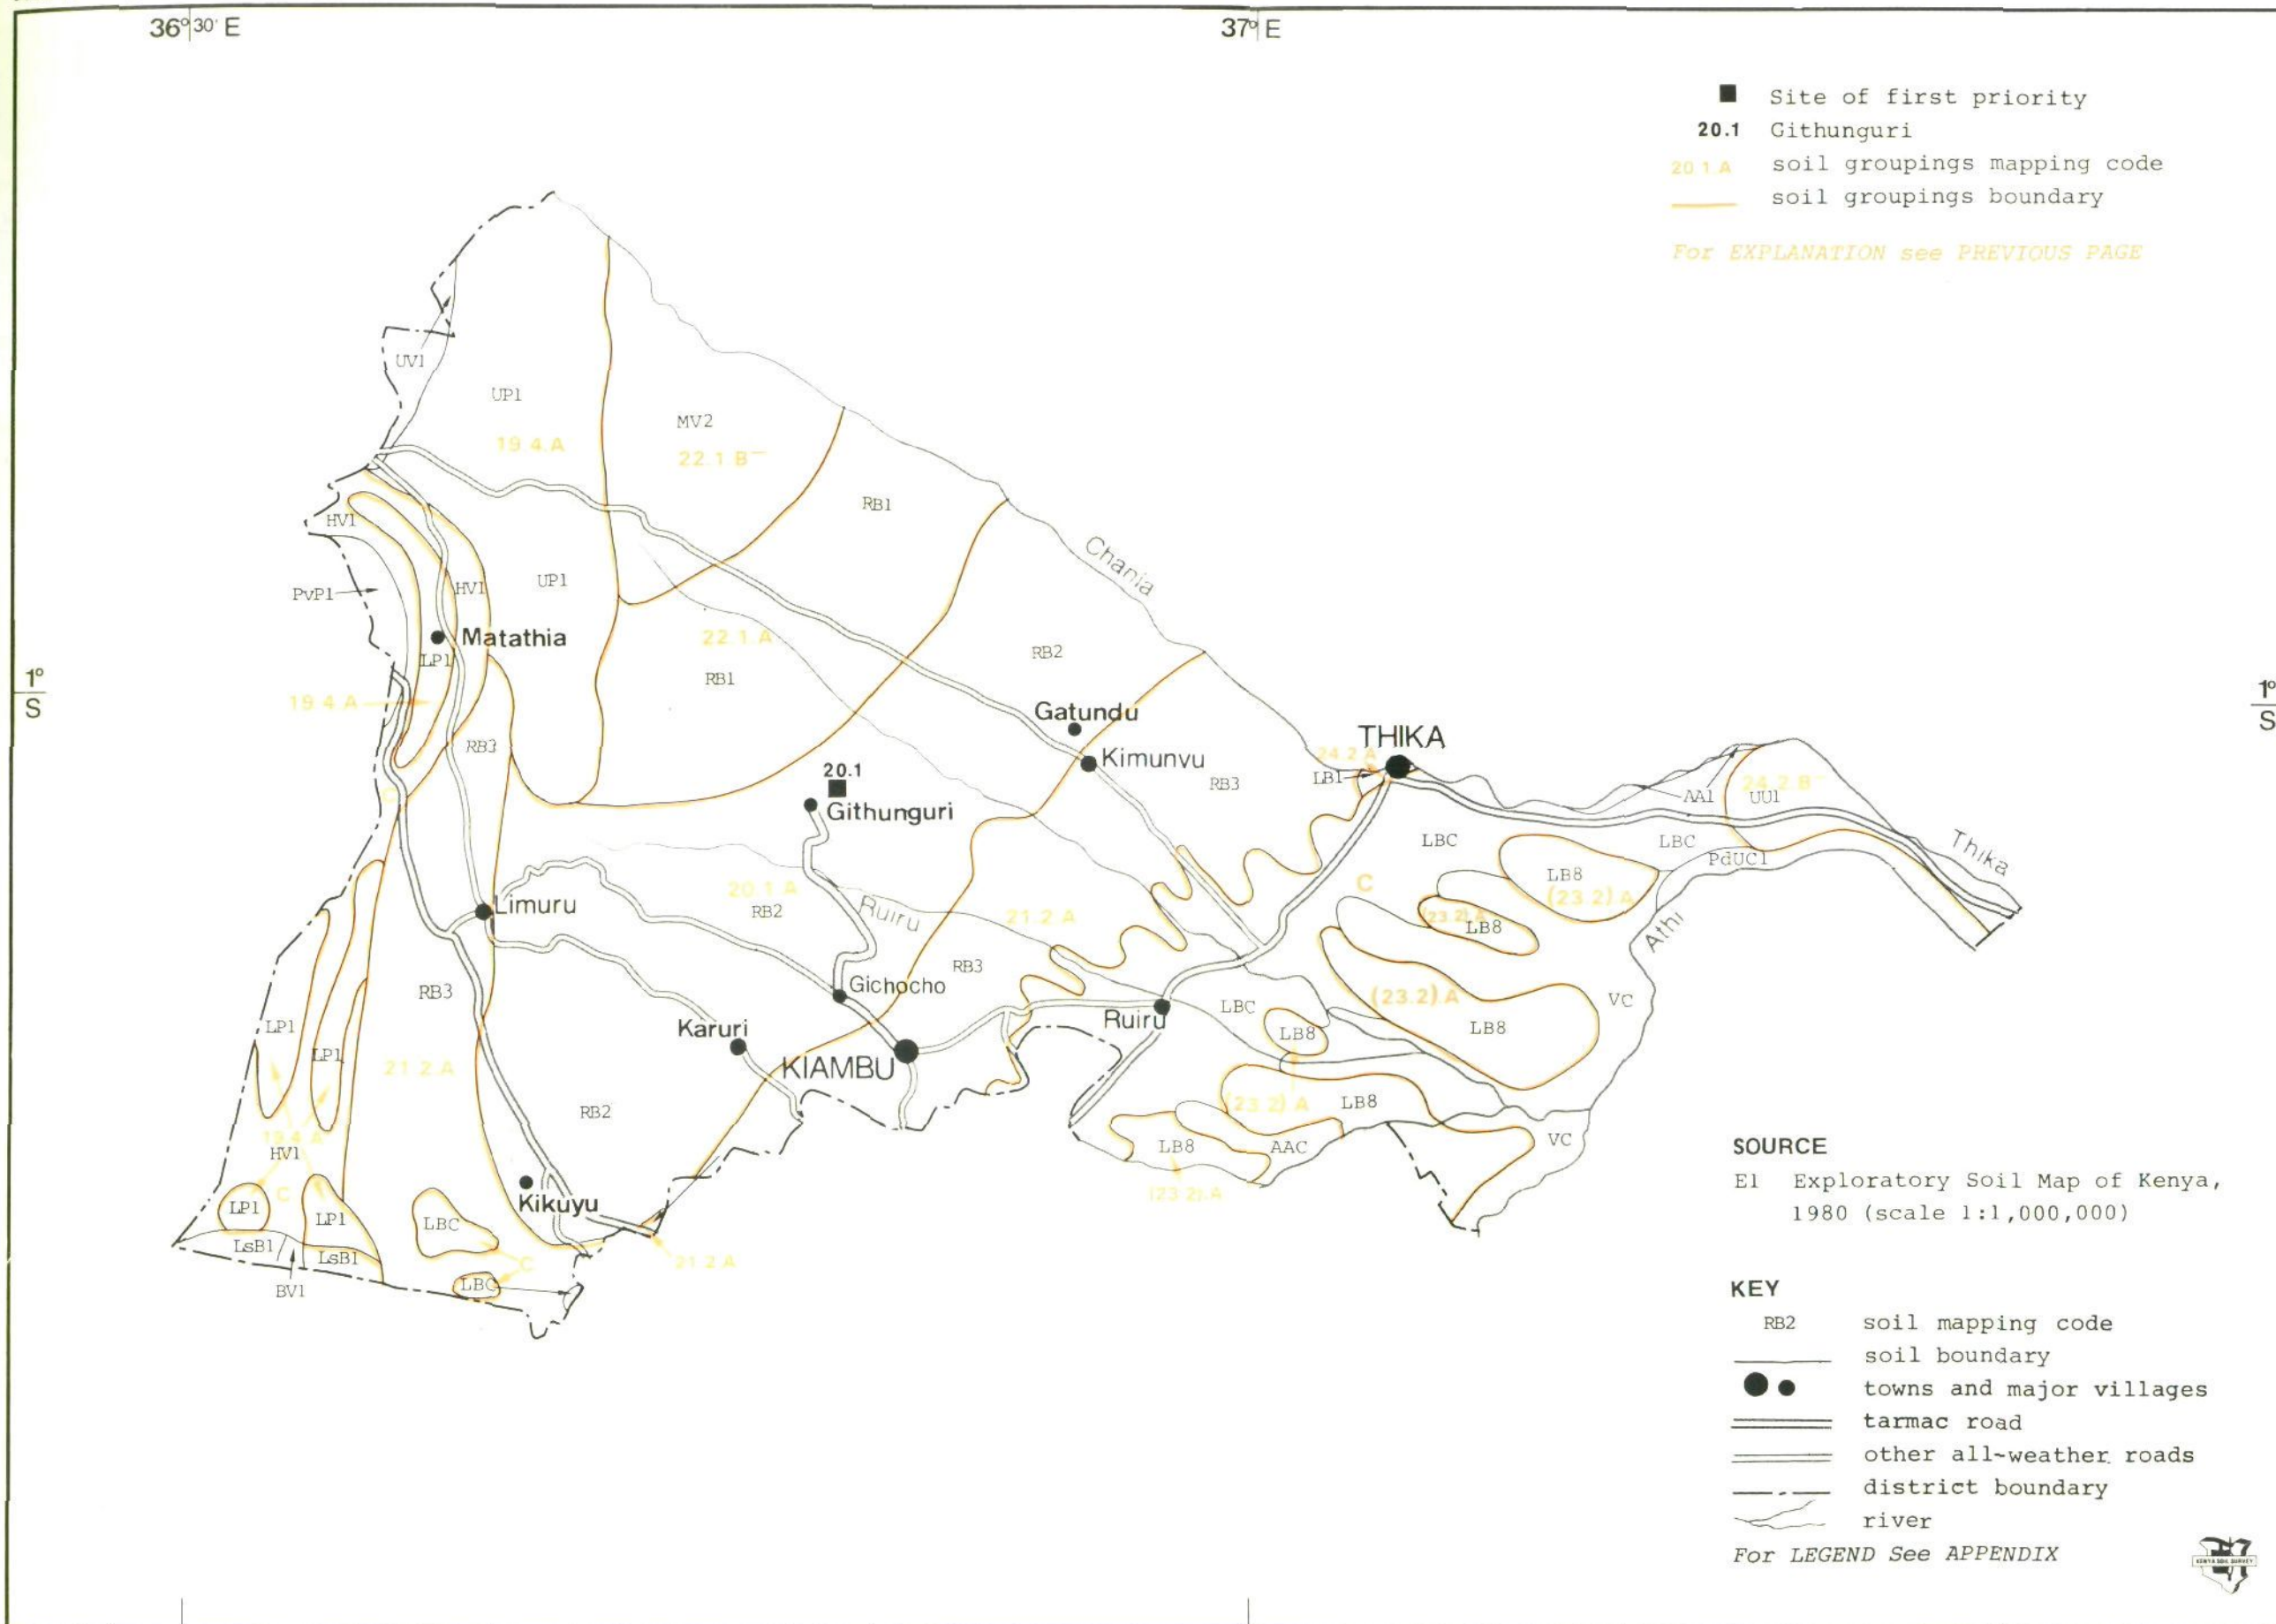 36° 30' E
37° E
■ Site of first priority
20.1 Githunguri
20.1.A soil groupings mapping code
soil groupings boundary
For EXPLANATION see PREVIOUS PAGE
UV1
UP1
19.4.A
MV2
22.1 B⁻
RB1
HV1
Chania
PvP1
HV1
UP1
Matathia
LP1
22.1.A
RB1
RB2
1°
S
1°
S
19.4.A
RB3
Gatundu
Kimunvu
THIKA
24.2 A
LB1
RB3
20.1
Githunguri
C
AA1
24.2.B⁻
UU1
Thika
LBC
LBC
PdUC1
LB8
(23.2) A
C
20.1.A
RB2
Limuru
Ruiru
21.2.A
(23.2).A
LB8
Athi
RB3
RB3
Gichocho
(23.2).A
LB8
VC
LBC
Ruiru
LB8
LP1
LP1
Karuri
KIAMBU
21.2.A
RB2
(23.2) A
LB8
19.4.A
HV1
C
LB8
AAC
VC
(23.2).A
LP1
LP1
LBC
Kikuyu
LsB1
LsB1
BV1
C
LBC
21.2.A
SOURCE
E1 Exploratory Soil Map of Kenya,
1980 (scale 1:1,000,000)
KEY
RB2 soil mapping code
soil boundary
towns and major villages
tarmac road
other all-weather roads
district boundary
river
For LEGEND See APPENDIX
KENYA SOIL SURVEY